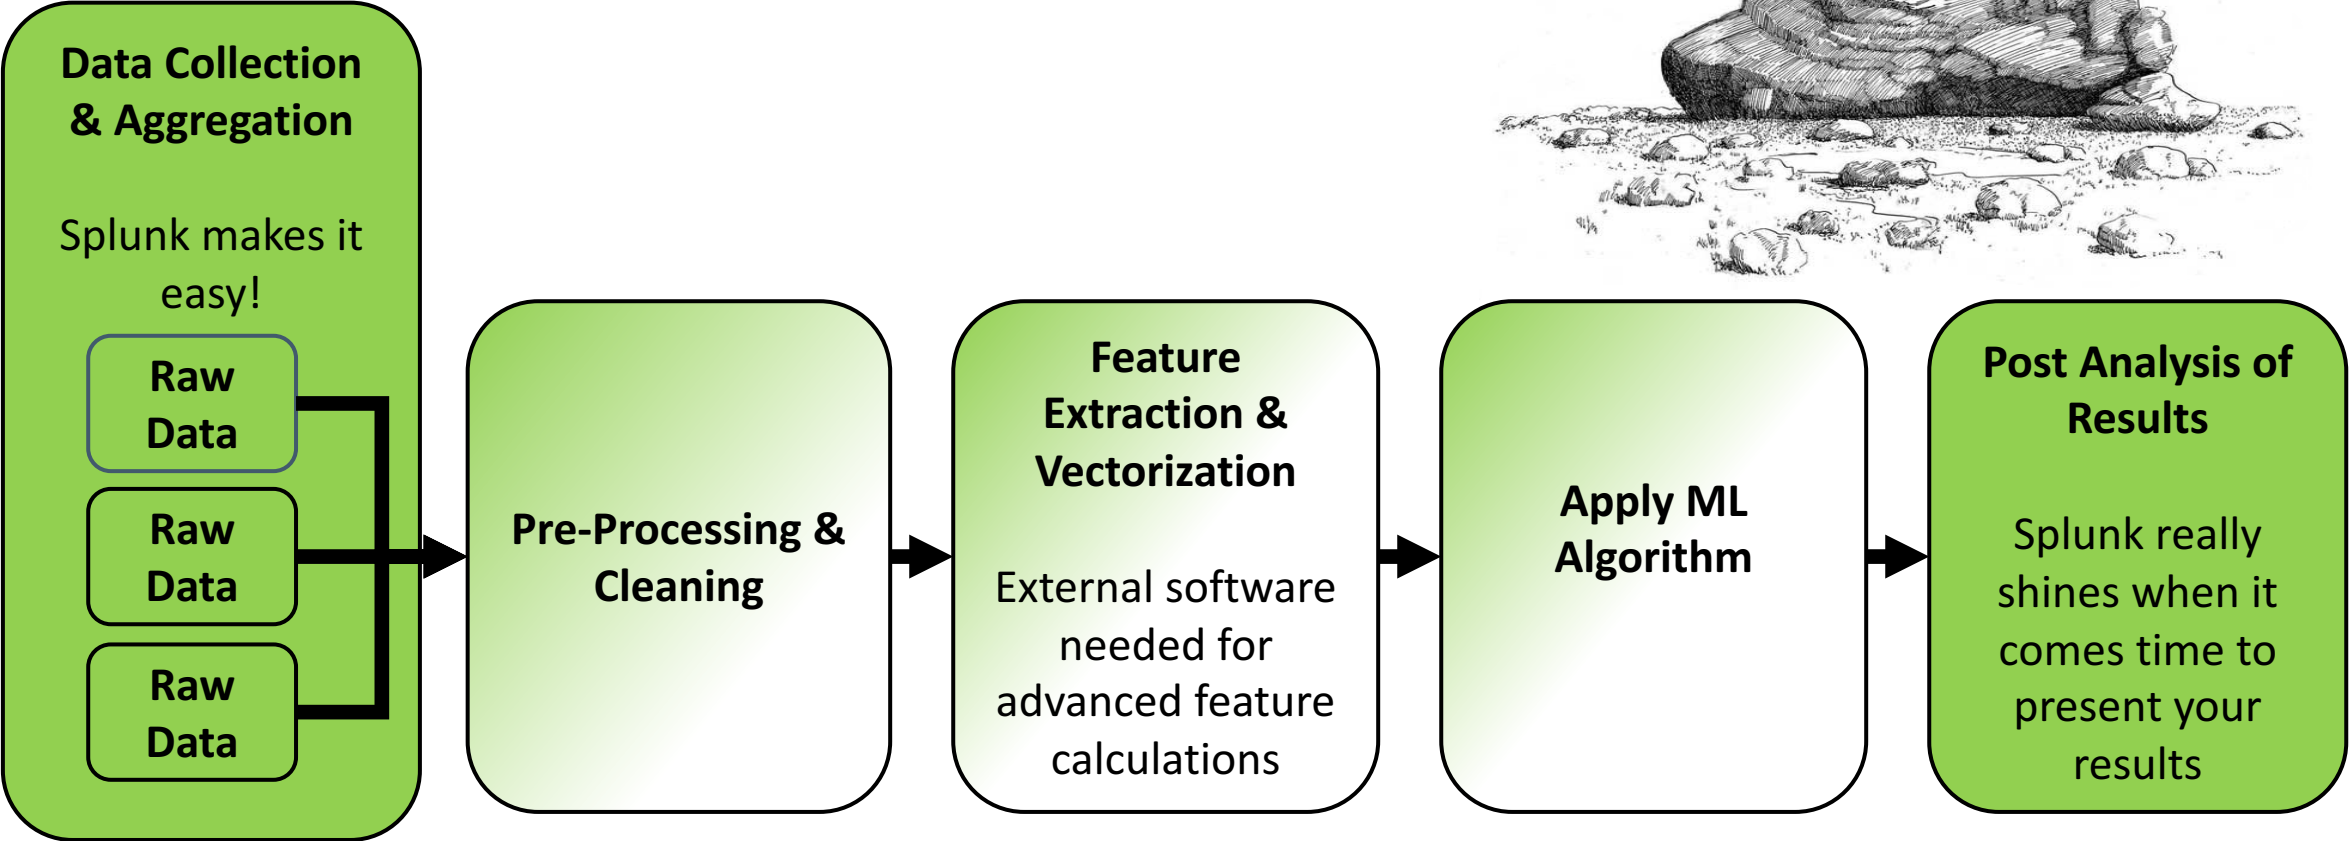 Data Collection
& Aggregation
Splunk makes it
easy!
Raw
Data
Raw
Data
Raw
Data
Pre-Processing &
Cleaning
Feature
Extraction &
Vectorization
External software
needed for
advanced feature
calculations
Apply ML
Algorithm
Post Analysis of
Results
Splunk really
shines when it
comes time to
present your
results